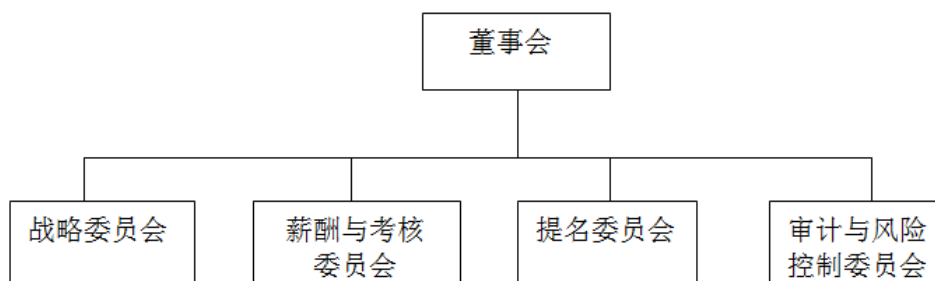 董事会
战略委员会
薪酬与考核
委员会
提名委员会
审计与风险
控制委员会